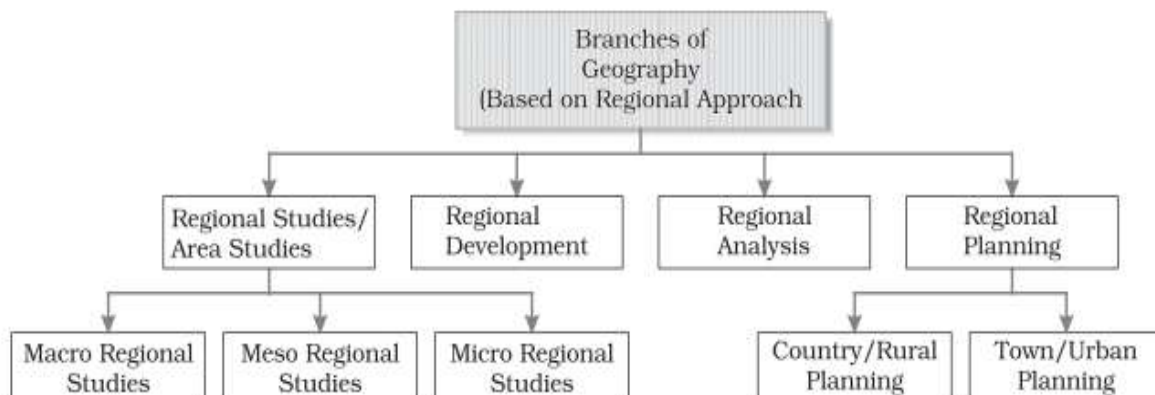 Branches of
Geography
(Based on Regional Approach
Regional Studies/
Area Studies
Regional
Development
Regional
Analysis
Regional
Planning
Macro Regional
Studies
Meso Regional
Studies
Micro Regional
Studies
Country/Rural
Planning
Town/Urban
Planning